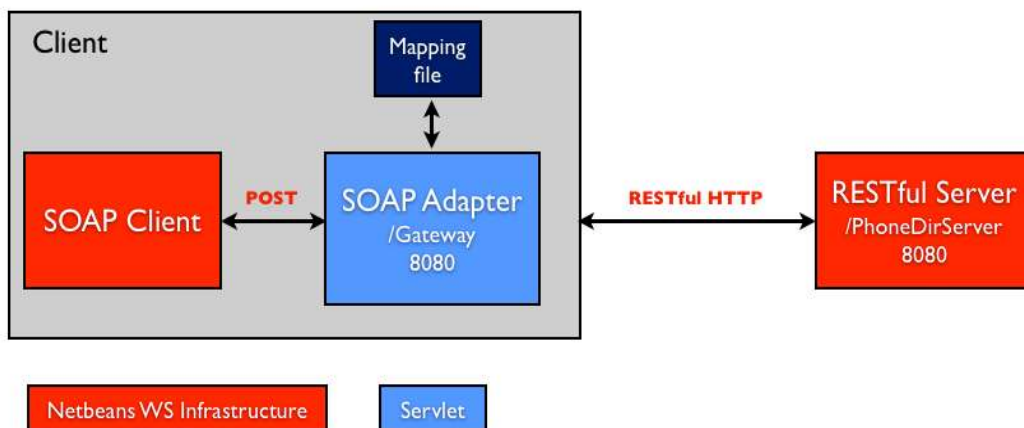 Client
Mapping
file
SOAP Client
POST
SOAP Adapter
/Gateway
8080
RESTful HTTP
RESTful Server
/PhoneDirServer
8080
Netbeans WS Infrastructure
Servlet